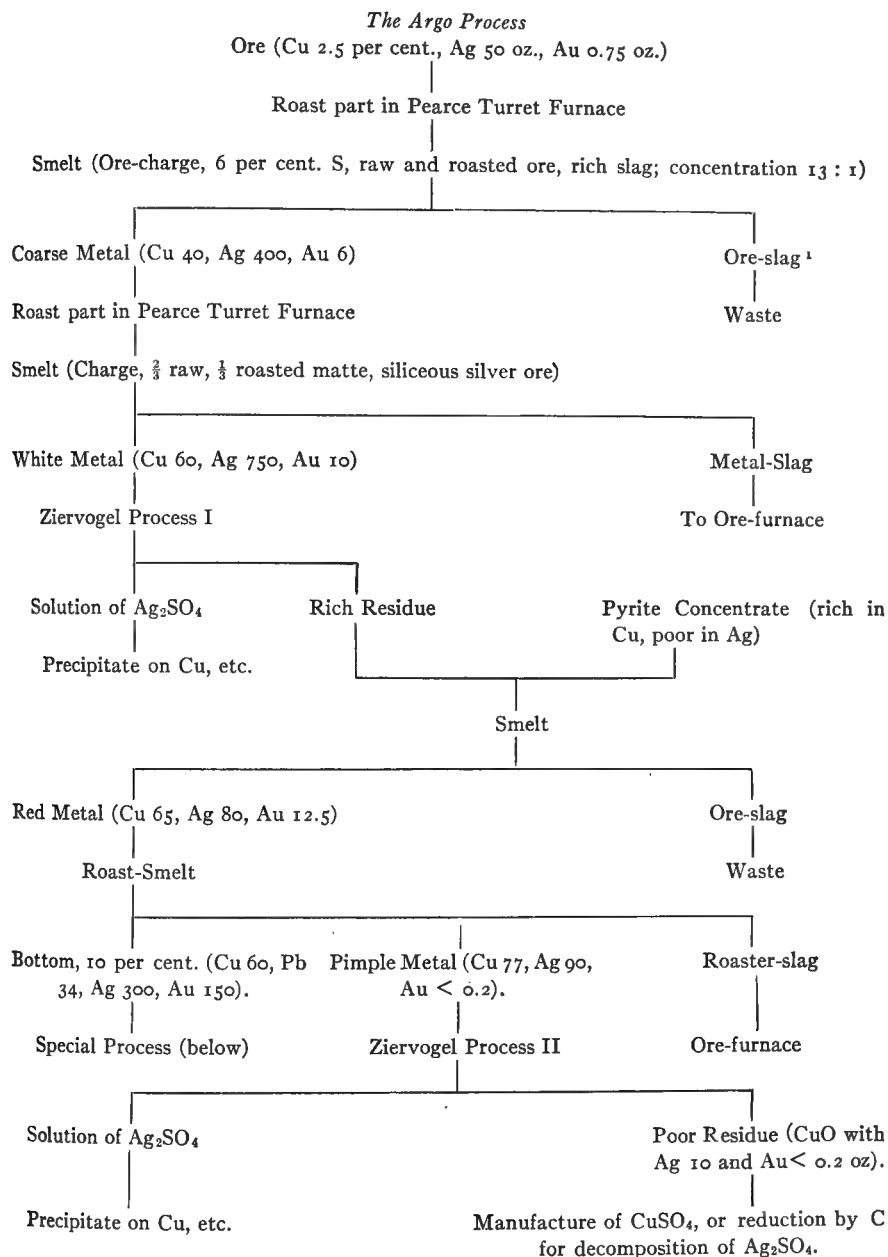 The Argo Process
Ore (Cu 2.5 per cent., Ag 50 oz., Au 0.75 oz.)
Roast part in Pearce Turret Furnace
Smelt (Ore-charge, 6 per cent. S, raw and roasted ore, rich slag; concentration 13 : 1)
Coarse Metal (Cu 40, Ag 400, Au 6)
Ore-slag ¹
Roast part in Pearce Turret Furnace
Waste
Smelt (Charge, ⅔ raw, ⅓ roasted matte, siliceous silver ore)
White Metal (Cu 60, Ag 750, Au 10)
Metal-Slag
Ziervogel Process I
To Ore-furnace
Solution of Ag₂SO₄
Rich Residue
Pyrite Concentrate (rich in
Cu, poor in Ag)
Precipitate on Cu, etc.
Smelt
Red Metal (Cu 65, Ag 80, Au 12.5)
Ore-slag
Roast-Smelt
Waste
Bottom, 10 per cent. (Cu 60, Pb
34, Ag 300, Au 150).
Pimple Metal (Cu 77, Ag 90,
Au < 0.2).
Roaster-slag
Special Process (below)
Ziervogel Process II
Ore-furnace
Solution of Ag₂SO₄
Poor Residue (CuO with
Ag 10 and Au< 0.2 oz).
Precipitate on Cu, etc.
Manufacture of CuSO₄, or reduction by C
for decomposition of Ag₂SO₄.